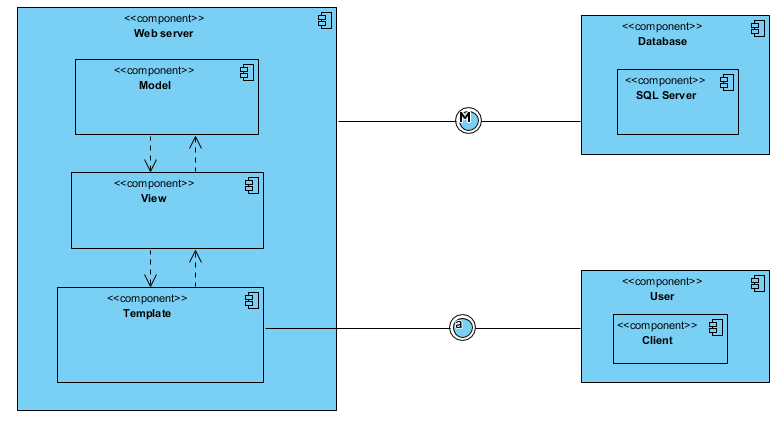 <<component>>
Web server
<<component>>
Model
<<component>>
View
<<component>>
Template
M
a
<<component>>
Database
<<component>>
SQL Server
<<component>>
User
<<component>>
Client